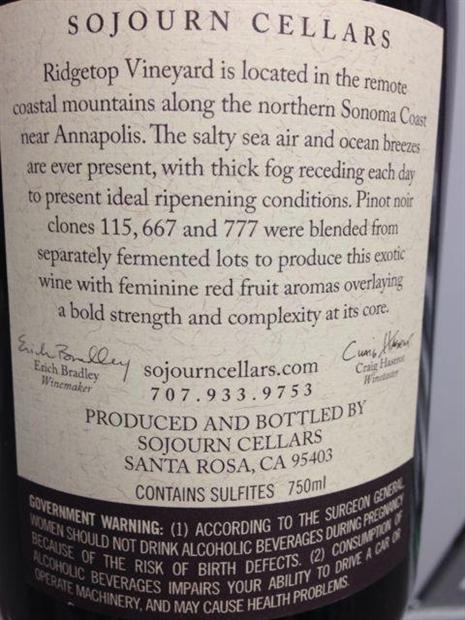 SOJOURN CELLARS
Ridgetop Vineyard is located in the remote
coastal mountains along the northern Sonoma Coast
near Annapolis. The salty sea air and ocean breezes
are ever present, with thick fog receding each day
to present ideal ripenening conditions. Pinot noir
clones 115, 667 and 777 were blended from
separately fermented lots to produce this exotic
wine with feminine red fruit aromas overlaying
a bold strength and complexity at its core.
Erich Bradley
Erich Bradley
Winemaker
sojourncellars.com
707.933.9753
Craig Haserot
Winetaster
PRODUCED AND BOTTLED BY
SOJOURN CELLARS
SANTA ROSA, CA 95403
CONTAINS SULFITES 750ml
GOVERNMENT WARNING: (1) ACCORDING TO THE SURGEON GENERAL
WOMEN SHOULD NOT DRINK ALCOHOLIC BEVERAGES DURING PREGNANCY
BECAUSE OF THE RISK OF BIRTH DEFECTS. (2) CONSUMPTION OF
ALCOHOLIC BEVERAGES IMPAIRS YOUR ABILITY TO DRIVE A CAR OR
OPERATE MACHINERY, AND MAY CAUSE HEALTH PROBLEMS.